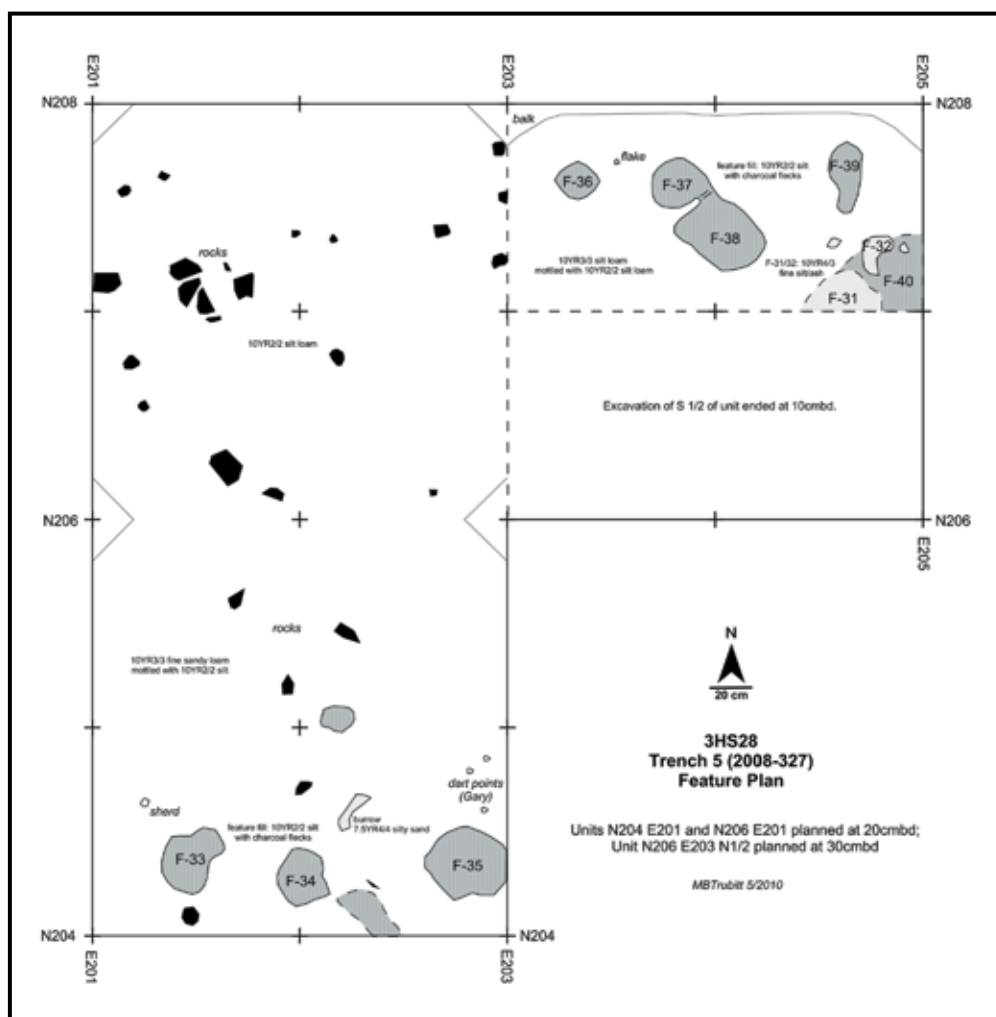 E201
E203
E205
N208
N208
balk
flake
feature fill: 10YR2/2 silt
with charcoal flecks
F-36
F-37
F-39
F-38
F-32
rocks
10YR3/3 silt loam
mottled with 10YR2/2 silt loam
F-31/32: 10YR4/3
fine silt/ash
F-40
F-31
10YR2/2 silt loam
Excavation of S 1/2 of unit ended at 10cmbd.
N206
N206
E205
rocks
10YR3/3 fine sandy loam
mottled with 10YR2/2 silt
N
20 cm
3HS28
Trench 5 (2008-327)
Feature Plan
dart points
(Gary)
sherd
burrow
7.5YR4/4 silty sand
feature fill: 10YR2/2 silt
with charcoal flecks
Units N204 E201 and N206 E201 planned at 20cmbd;
Unit N206 E203 N1/2 planned at 30cmbd
F-33
F-34
F-35
MBTrubitt 5/2010
N204
N204
E201
E203